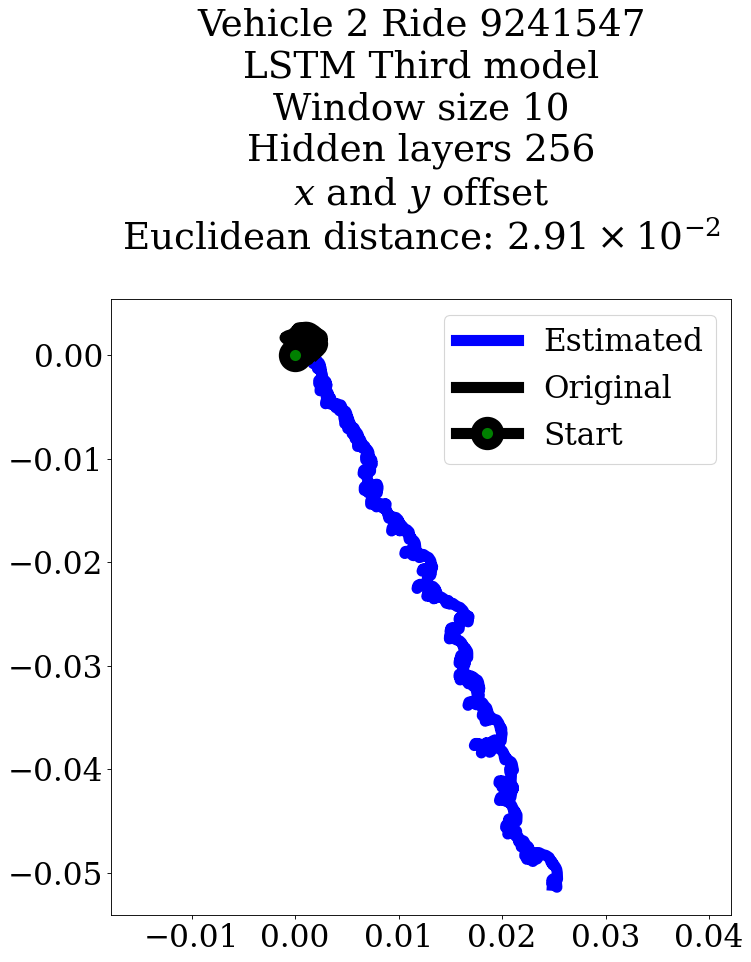 Vehicle 2 Ride 9241547
LSTM Third model
Window size 10
Hidden layers 256
x and y offset
Euclidean distance: 2.91 × 10⁻²
Estimated
Original
Start
0.00
−0.01
−0.02
−0.03
−0.04
−0.05
−0.01 0.00 0.01 0.02 0.03 0.04